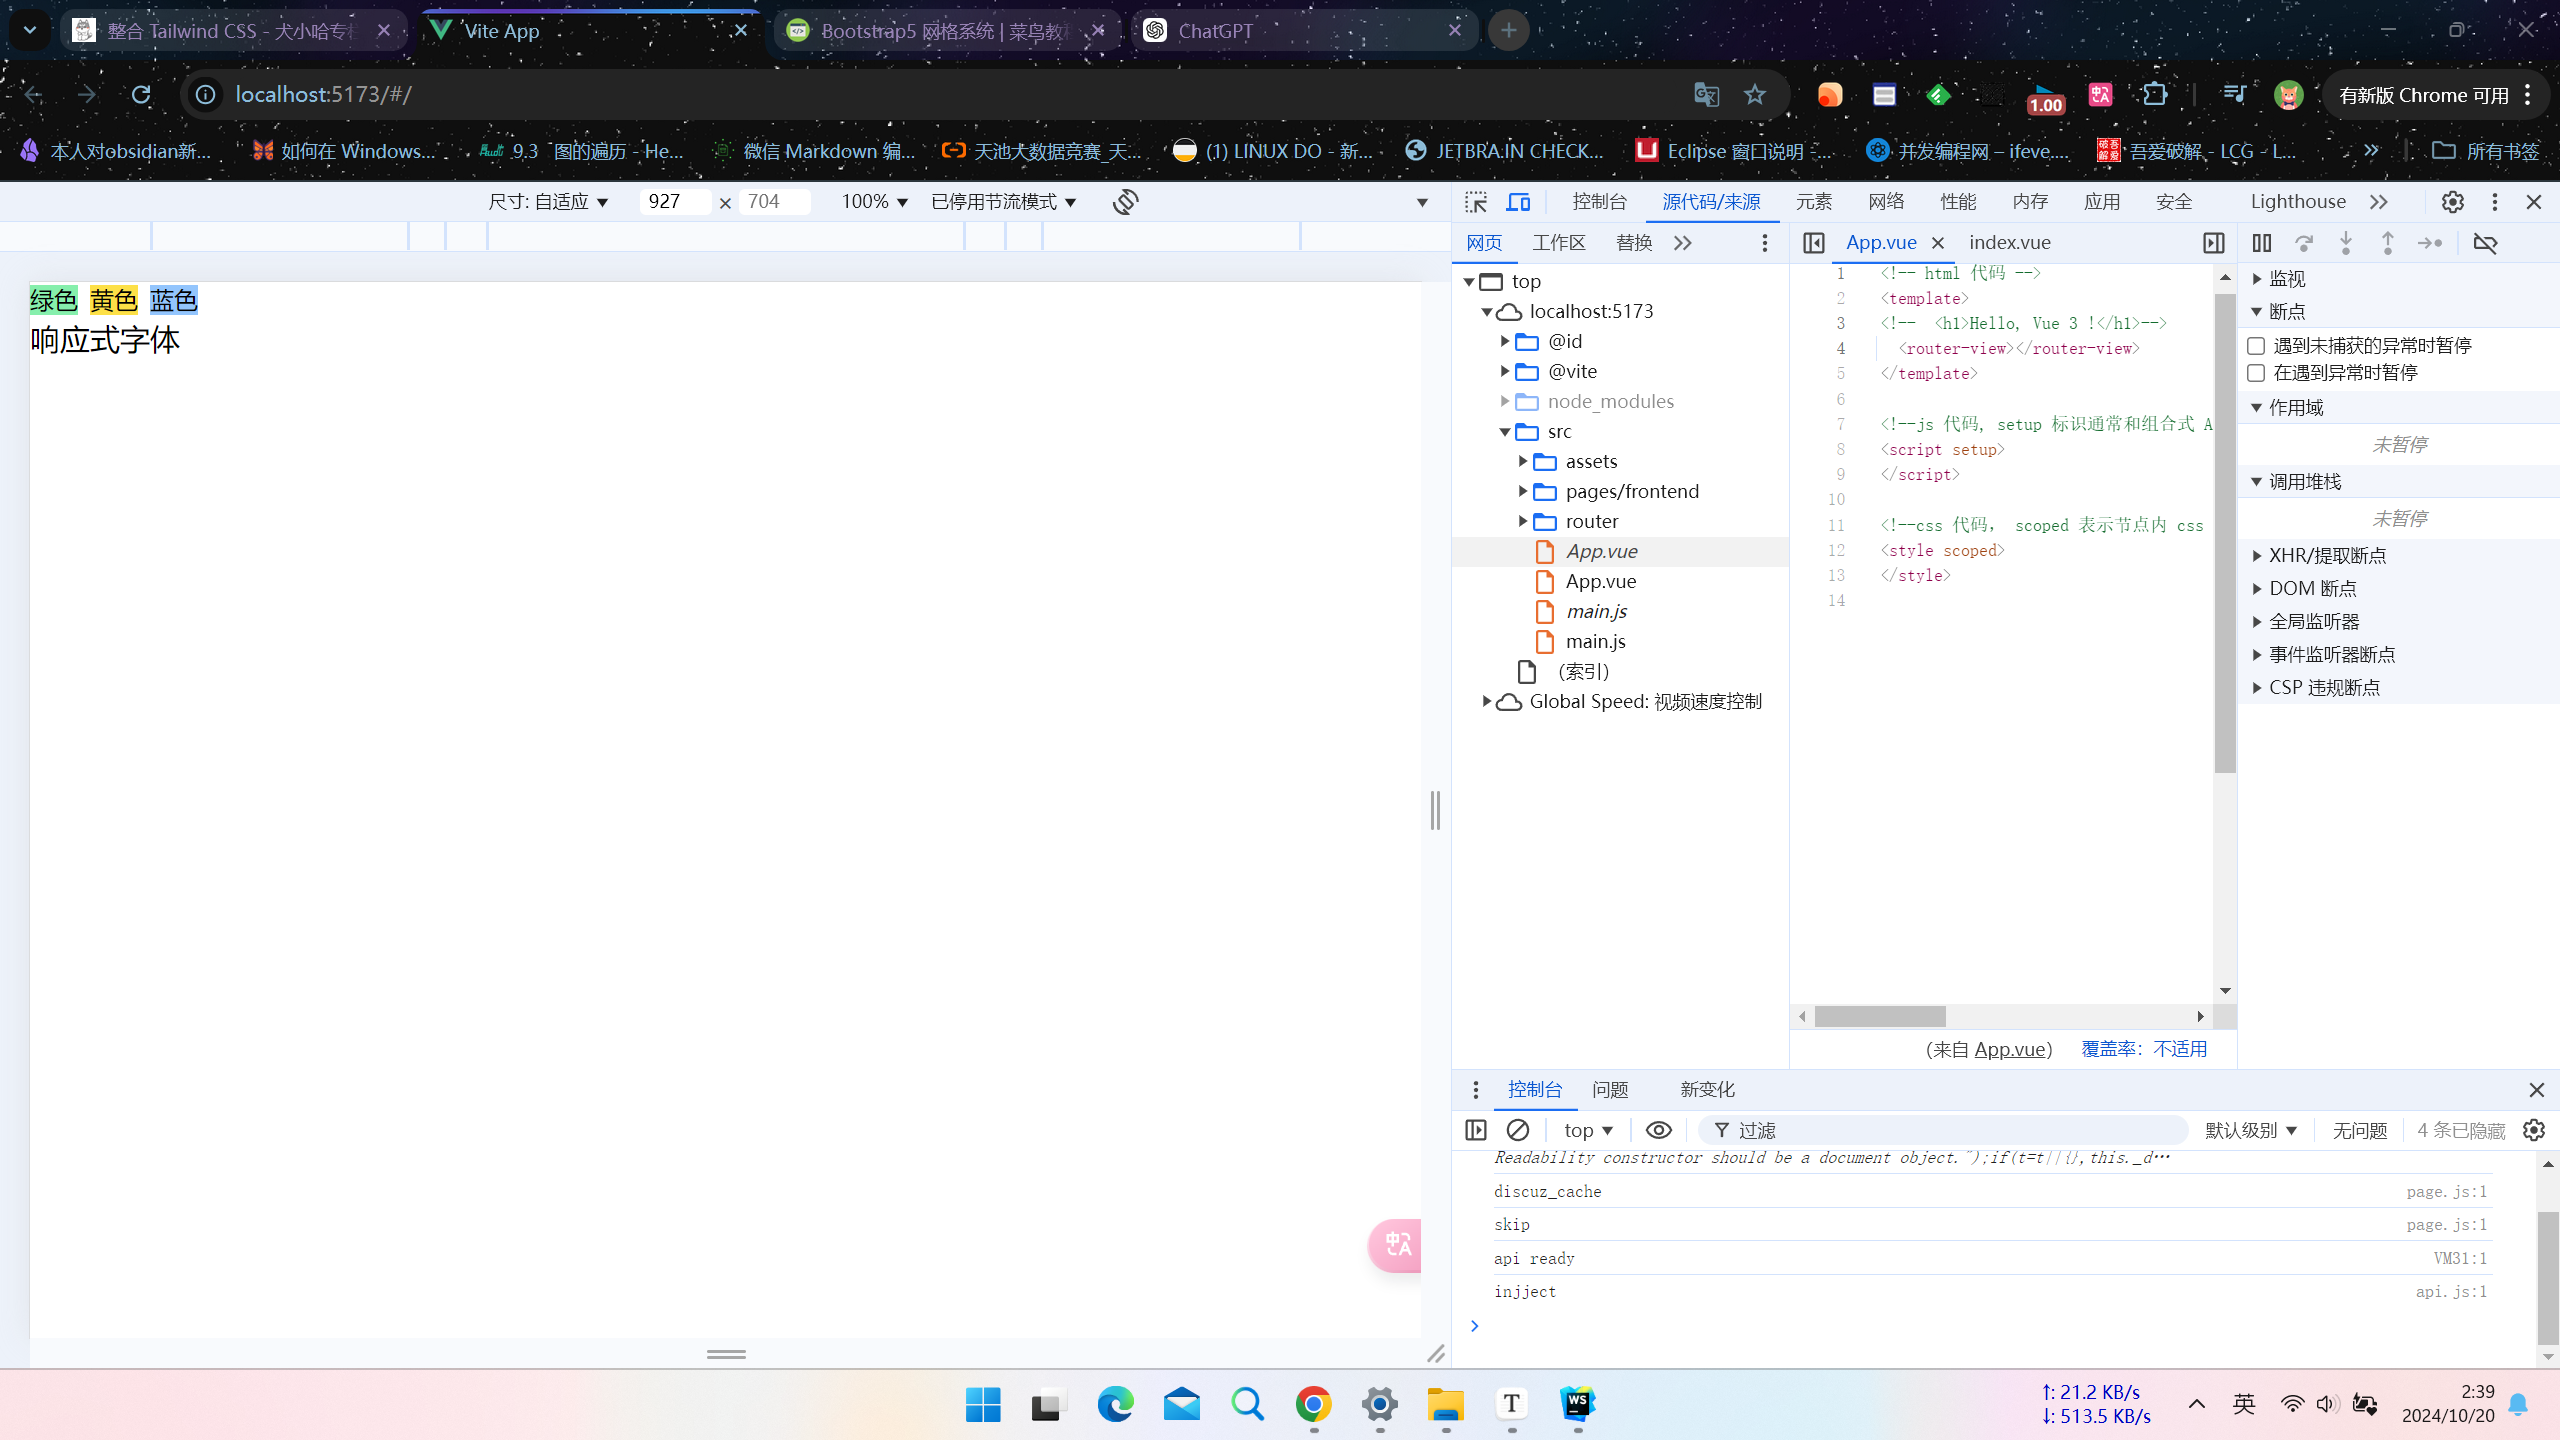 整合 Tailwind CSS - 犬小哈专
Vite App
Bootstrap5 网格系统 | 菜鸟教
ChatGPT
localhost:5173/#/
1.00
有新版 Chrome 可用
本人对obsidian新...
如何在 Windows...
9.3 图的遍历 - He...
微信 Markdown 编...
天池大数据竞赛_天...
(1) LINUX DO - 新...
JETBRA.IN CHECK...
Eclipse 窗口说明 -...
并发编程网 – ifeve....
吾爱破解 - LCG - L...
所有书签
尺寸: 自适应
927 × 704
100%
已停用节流模式
控制台
源代码/来源
元素
网络
性能
内存
应用
安全
Lighthouse
网页
工作区
替换
App.vue
index.vue
绿色 黄色 蓝色
响应式字体
top
localhost:5173
@id
@vite
node_modules
src
assets
pages/frontend
router
App.vue
App.vue
main.js
main.js
(索引)
Global Speed: 视频速度控制
1 <!-- html 代码 -->
2 <template>
3 <!--  <h1>Hello, Vue 3 !</h1>-->
4 <router-view></router-view>
5 </template>
6
7 <!--js 代码, setup 标识通常和组合式 A
8 <script setup>
9 </script>
10
11 <!--css 代码， scoped 表示节点内 css
12 <style scoped>
13 </style>
14
(来自 App.vue)
覆盖率：不适用
监视
断点
遇到未捕获的异常时暂停
在遇到异常时暂停
作用域
未暂停
调用堆栈
未暂停
XHR/提取断点
DOM 断点
全局监听器
事件监听器断点
CSP 违规断点
控制台
问题
新变化
top
过滤
默认级别
无问题
4 条已隐藏
Readability constructor should be a document object.");if(t=t||{},this._d…
discuz_cache page.js:1
skip page.js:1
api ready VM31:1
injject api.js:1
↑: 21.2 KB/s
↓: 513.5 KB/s
英
2:39
2024/10/20